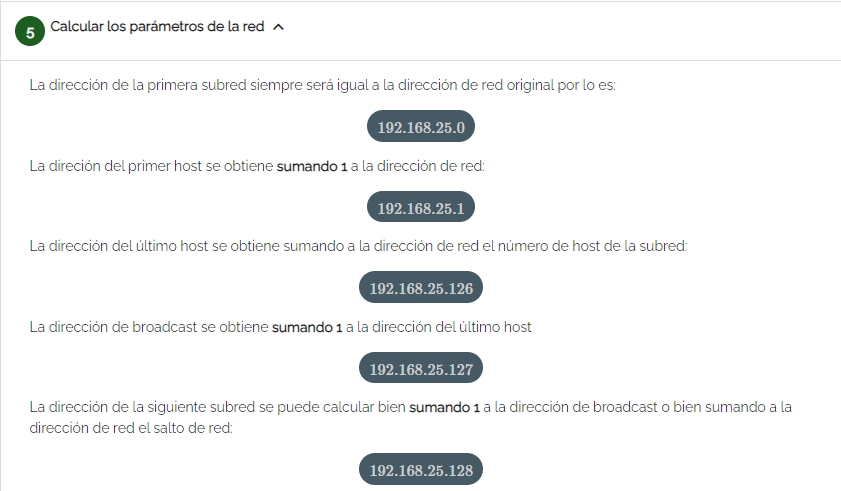 5 Calcular los parámetros de la red
La dirección de la primera subred siempre será igual a la dirección de red original por lo es:
192.168.25.0
La direción del primer host se obtiene sumando 1 a la dirección de red:
192.168.25.1
La dirección del último host se obtiene sumando a la dirección de red el número de host de la subred:
192.168.25.126
La dirección de broadcast se obtiene sumando 1 a la dirección del último host
192.168.25.127
La dirección de la siguiente subred se puede calcular bien sumando 1 a la dirección de broadcast o bien sumando a la
dirección de red el salto de red:
192.168.25.128